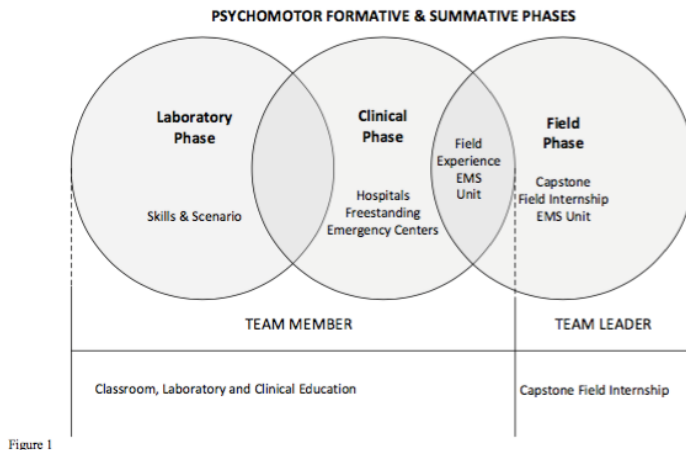 PSYCHOMOTOR FORMATIVE & SUMMATIVE PHASES
Laboratory
Phase
Skills & Scenario
Clinical
Phase
Hospitals
Freestanding
Emergency Centers
Field
Experience
EMS
Unit
Field
Phase
Capstone
Field Internship
EMS Unit
TEAM MEMBER
TEAM LEADER
Classroom, Laboratory and Clinical Education
Capstone Field Internship
Figure 1